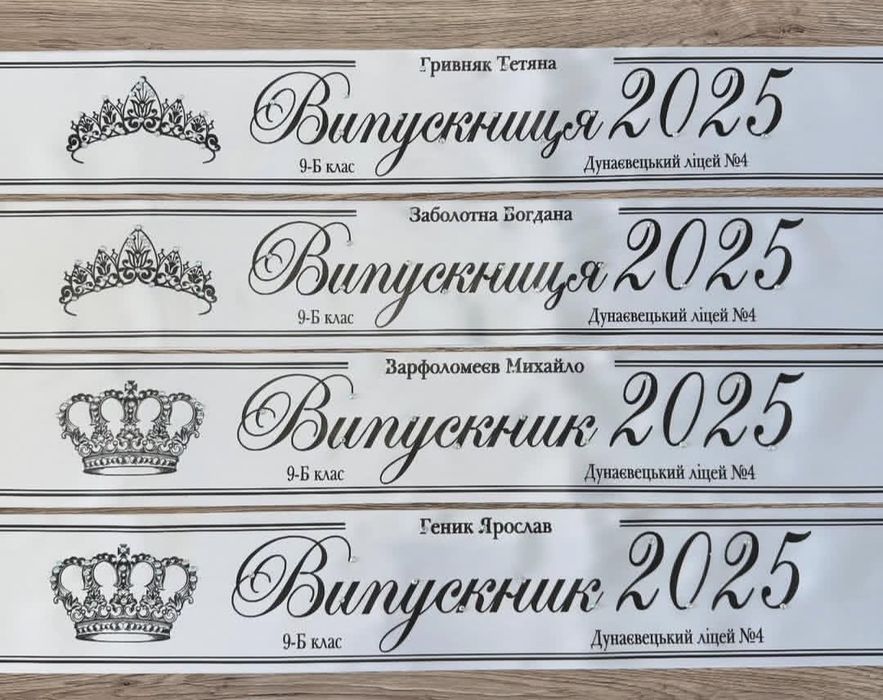 Гривняк Тетяна
Випускниця 2025
9-Б клас Дунаєвецький ліцей №4
Заболотна Богдана
Випускниця 2025
9-Б клас Дунаєвецький ліцей №4
Варфоломеєв Михайло
Випускник 2025
9-Б клас Дунаєвецький ліцей №4
Геник Ярослав
Випускник 2025
9-Б клас Дунаєвецький ліцей №4